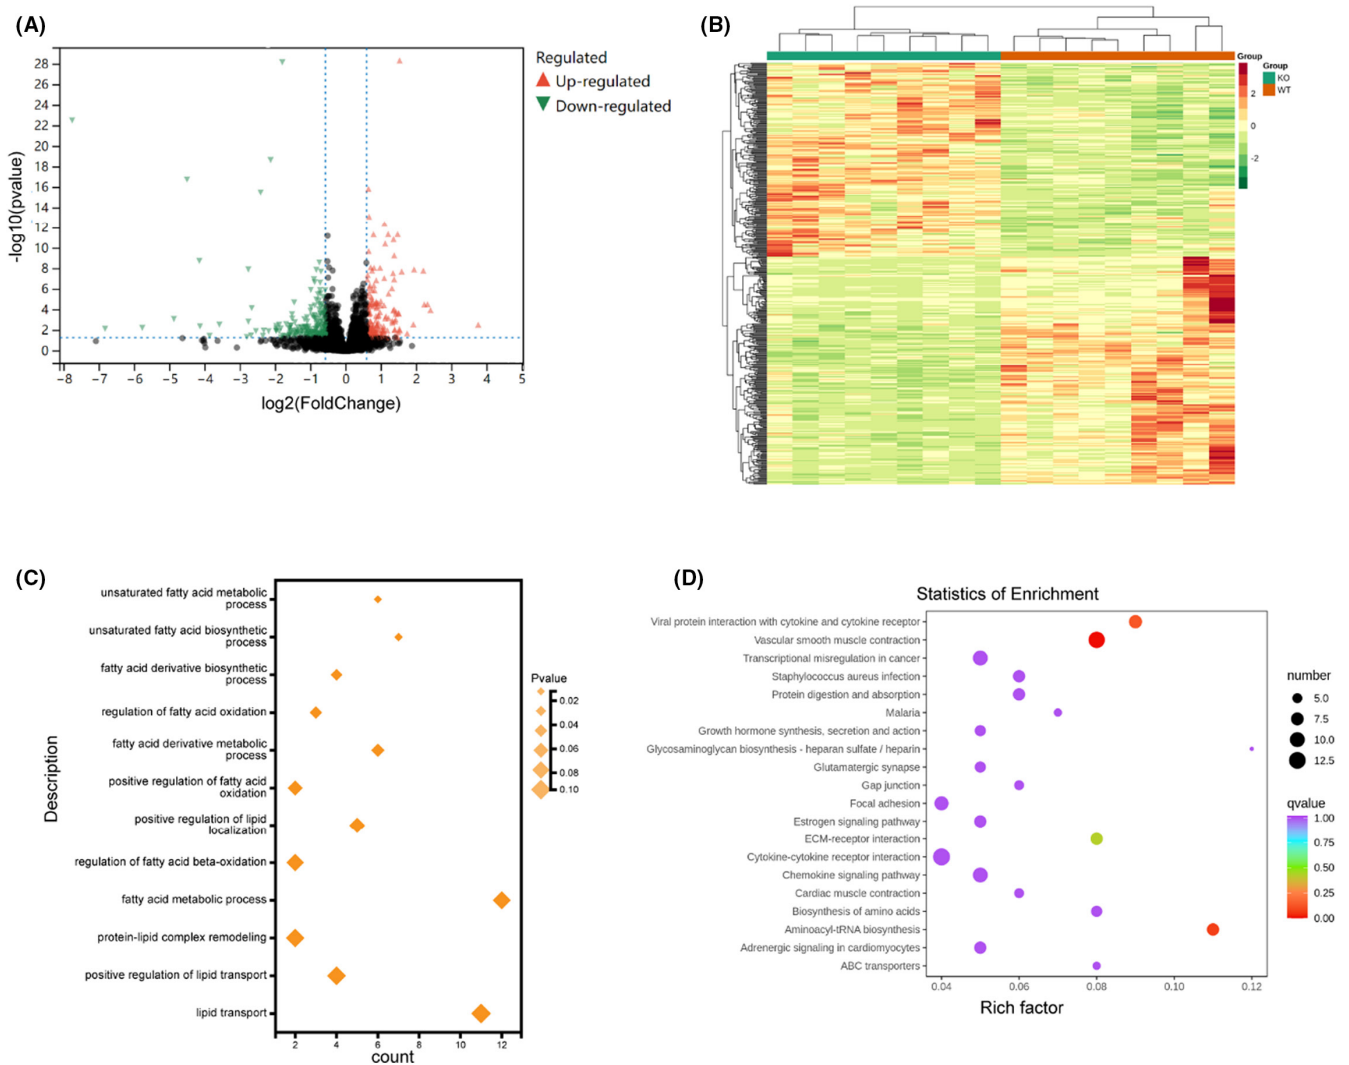 (A)
Regulated
Up-regulated
Down-regulated
28
26
24
22
20
18
16
14
12
10
8
6
4
2
0
-log10(pvalue)
−8 −7 −6 −5 −4 −3 −2 −1 0 1 2 3 4 5
log2(FoldChange)
(B)
Group
2
0
-2
Group
KO
WT
(C)
unsaturated fatty acid metabolic
process
unsaturated fatty acid biosynthetic
process
fatty acid derivative biosynthetic
process
regulation of fatty acid oxidation
fatty acid derivative metabolic
process
positive regulation of fatty acid
oxidation
positive regulation of lipid
localization
regulation of fatty acid beta-oxidation
fatty acid metabolic process
protein-lipid complex remodeling
positive regulation of lipid transport
lipid transport
Description
2 4 6 8 10 12
count
Pvalue
0.02
0.04
0.06
0.08
0.10
(D)
Statistics of Enrichment
Viral protein interaction with cytokine and cytokine receptor
Vascular smooth muscle contraction
Transcriptional misregulation in cancer
Staphylococcus aureus infection
Protein digestion and absorption
Malaria
Growth hormone synthesis, secretion and action
Glycosaminoglycan biosynthesis - heparan sulfate / heparin
Glutamatergic synapse
Gap junction
Focal adhesion
Estrogen signaling pathway
ECM-receptor interaction
Cytokine-cytokine receptor interaction
Chemokine signaling pathway
Cardiac muscle contraction
Biosynthesis of amino acids
Aminoacyl-tRNA biosynthesis
Adrenergic signaling in cardiomyocytes
ABC transporters
0.04 0.06 0.08 0.10 0.12
Rich factor
number
5.0
7.5
10.0
12.5
qvalue
1.00
0.75
0.50
0.25
0.00